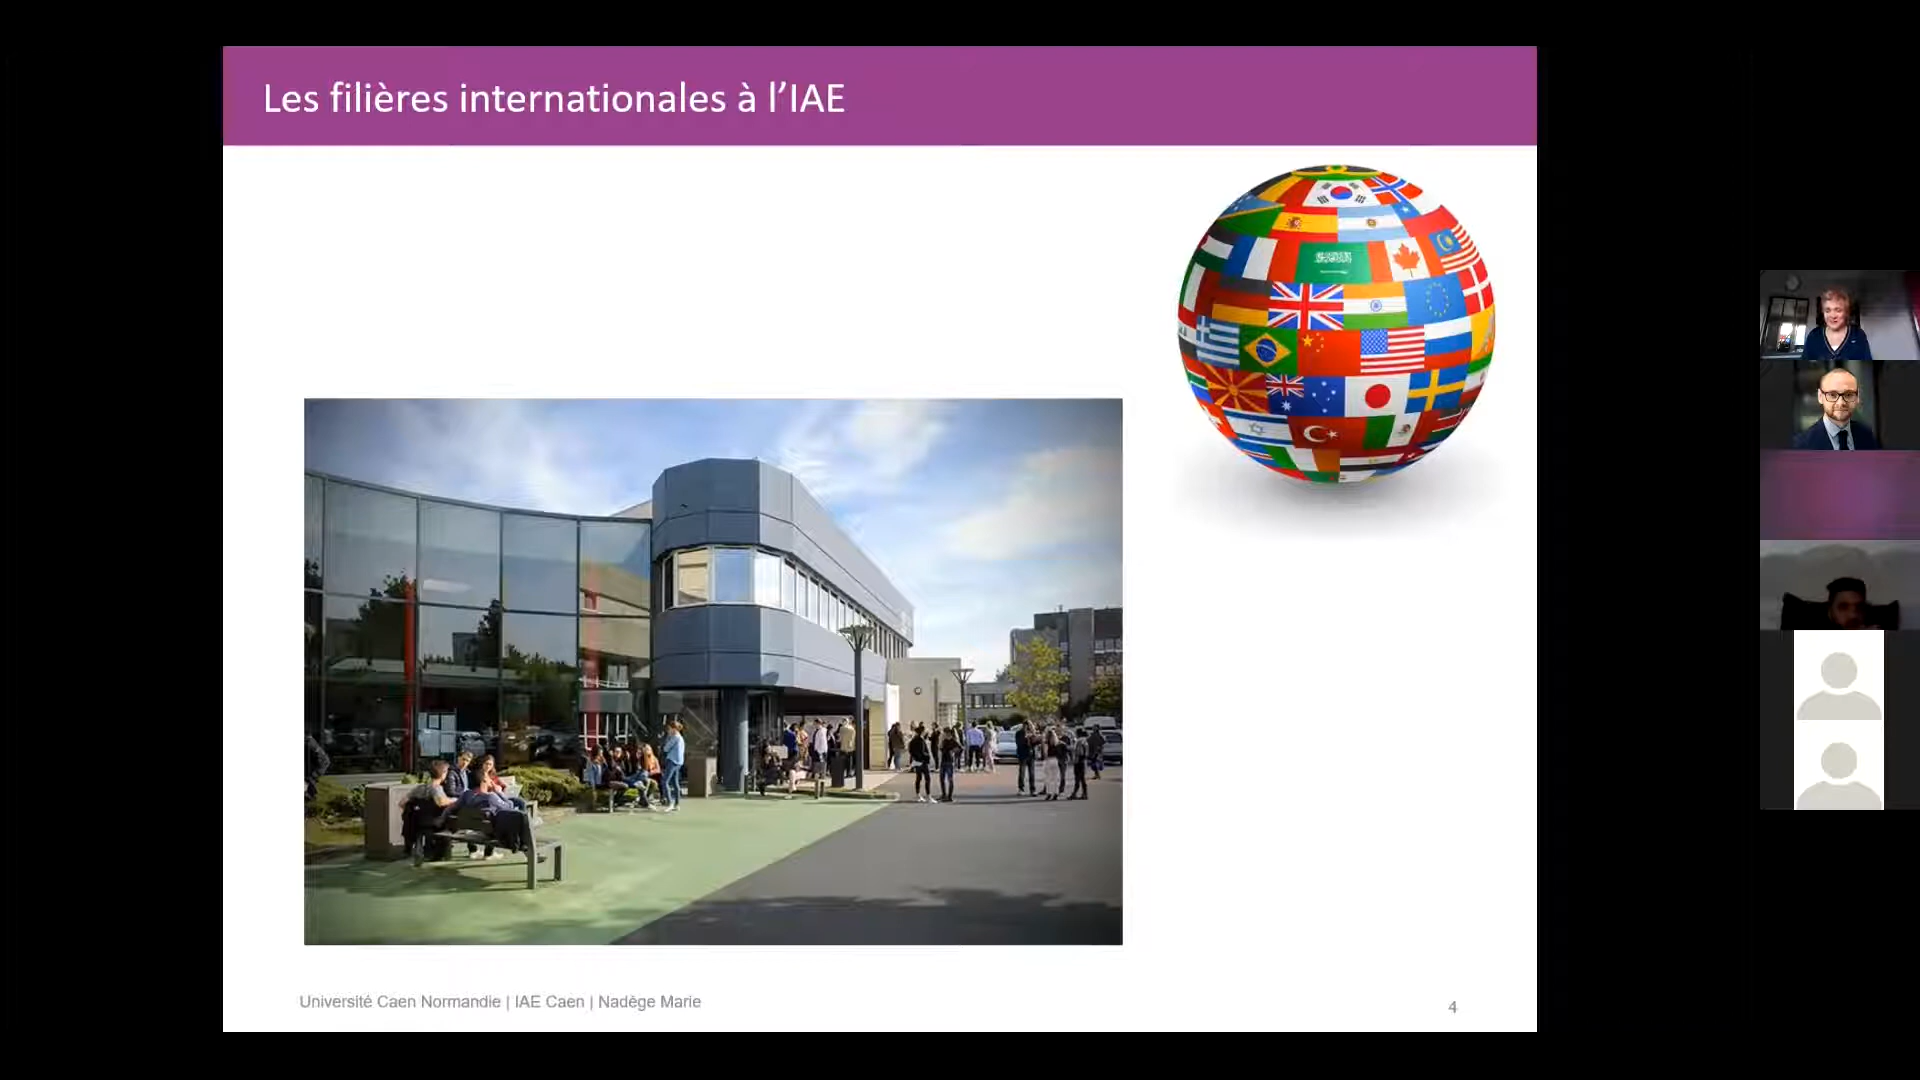 Les filières internationales à l’IAE
Université Caen Normandie | IAE Caen | Nadège Marie
4